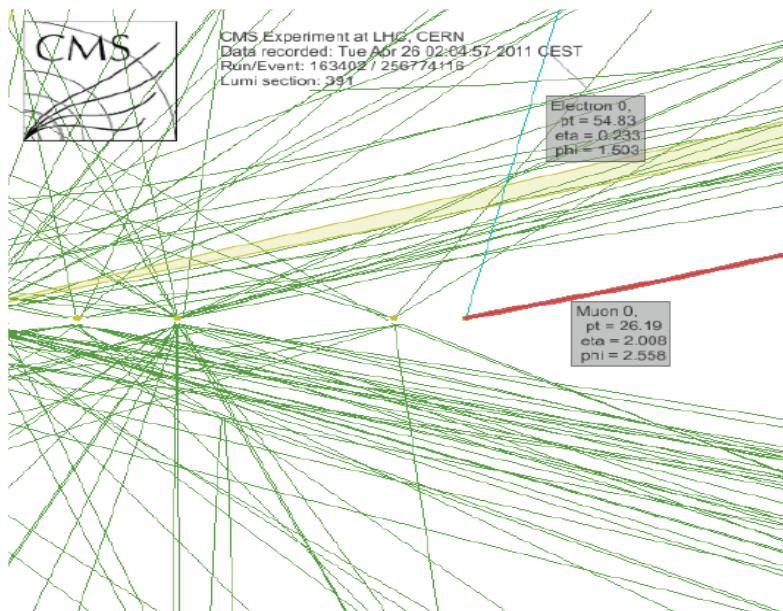 CMS
CMS Experiment at LHC, CERN
Data recorded: Tue Apr 26 02:04:57 2011 CEST
Run/Event: 163402 / 256774116
Lumi section: 391
Electron 0,
pt = 54.83
eta = 0.233
phi = 1.503
Muon 0,
pt = 26.19
eta = 2.008
phi = 2.558